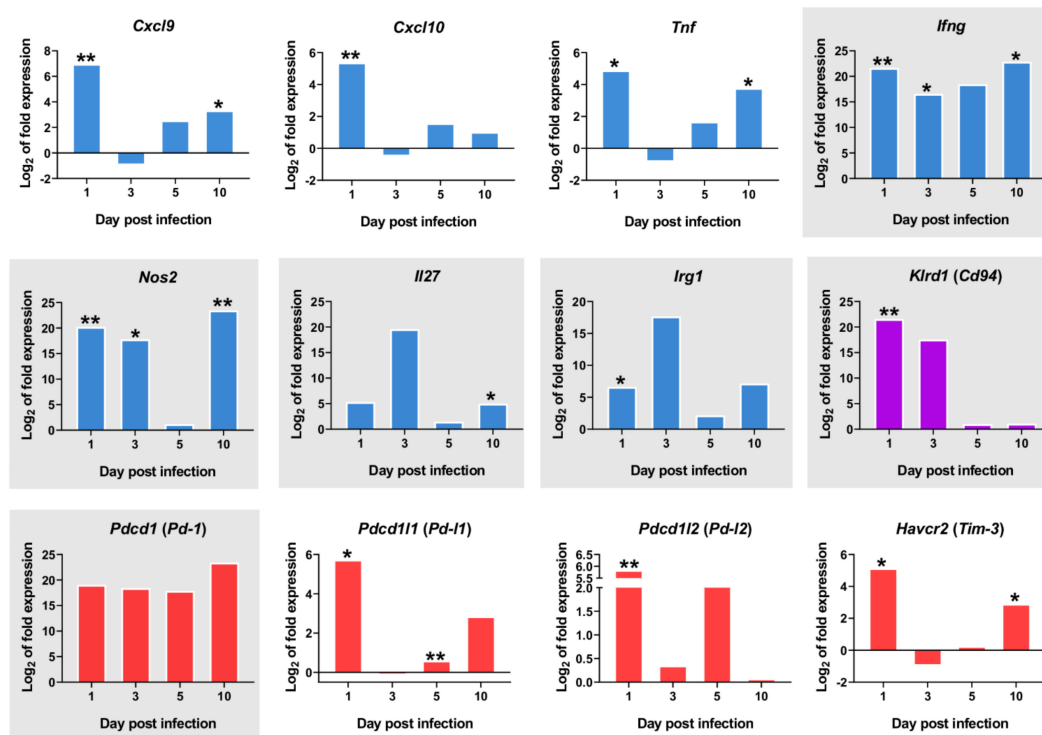 Cxcl9
Log2 of fold expression
8
6
4
2
0
-2
**
*
1 3 5 10
Day post infection
Cxcl10
Log2 of fold expression
6
4
2
0
-2
**
1 3 5 10
Day post infection
Tnf
Log2 of fold expression
6
4
2
0
-2
*
*
1 3 5 10
Day post infection
Ifng
Log2 of fold expression
25
20
15
10
5
0
**
*
*
1 3 5 10
Day post infection
Nos2
Log2 of fold expression
25
20
15
10
5
0
**
*
**
1 3 5 10
Day post infection
Il27
Log2 of fold expression
25
20
15
10
5
0
*
1 3 5 10
Day post infection
Irg1
Log2 of fold expression
20
15
10
5
0
*
1 3 5 10
Day post infection
Klrd1 (Cd94)
Log2 of fold expression
25
20
15
10
5
0
**
1 3 5 10
Day post infection
Pdcd1 (Pd-1)
Log2 of fold expression
25
20
15
10
5
0
1 3 5 10
Day post infection
Pdcd1l1 (Pd-l1)
Log2 of fold expression
6
4
2
0
*
**
1 3 5 10
Day post infection
Pdcd1l2 (Pd-l2)
Log2 of fold expression
6.5
6.0
5.5
2.0
1.5
1.0
0.5
0.0
**
1 3 5 10
Day post infection
Havcr2 (Tim-3)
Log2 of fold expression
6
4
2
0
-2
*
*
1 3 5 10
Day post infection